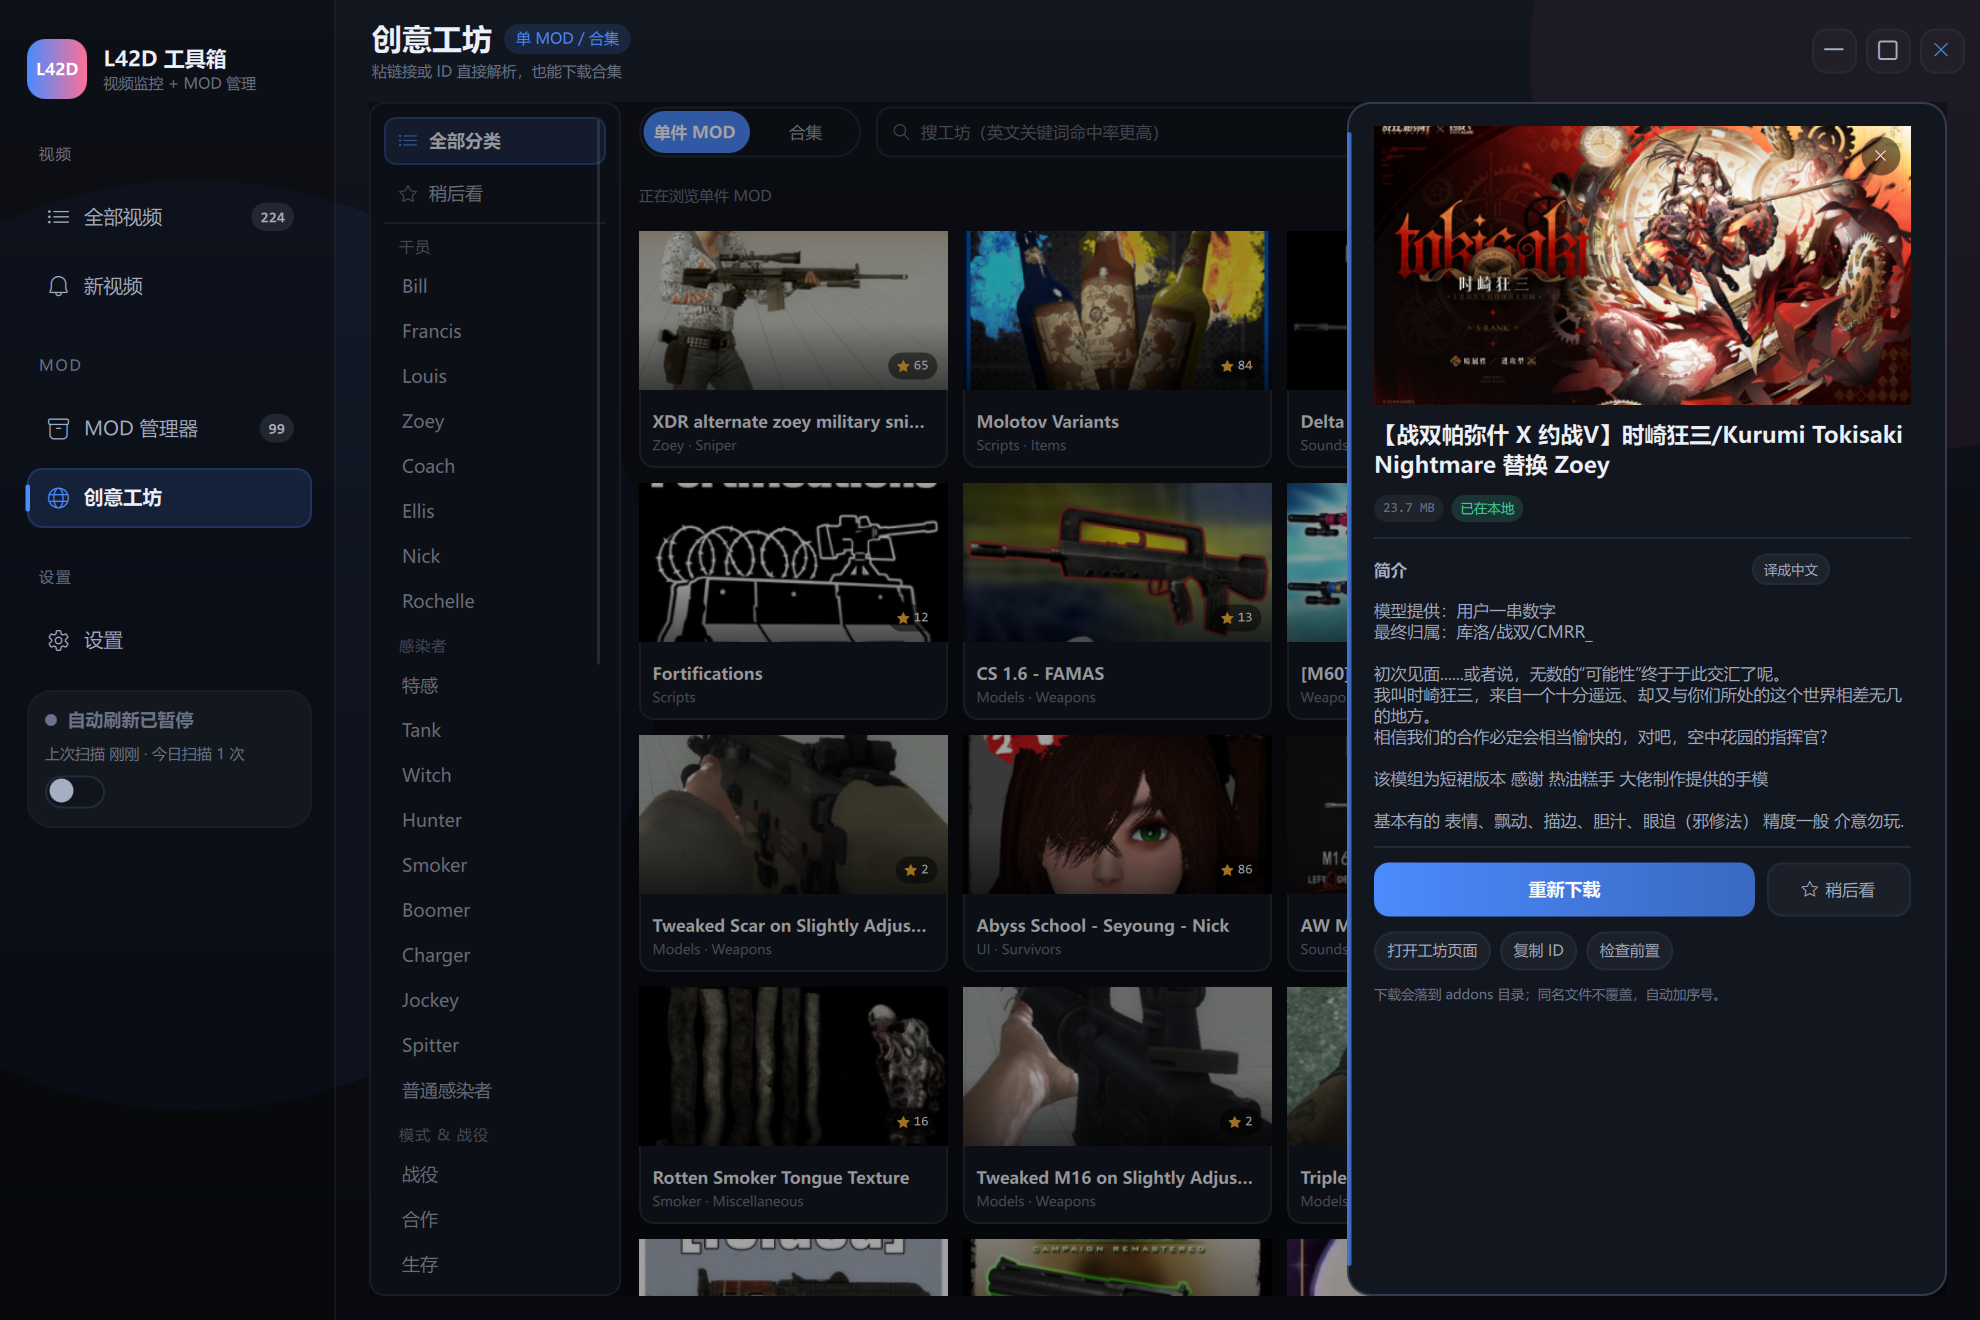 L42D
L42D 工具箱
视频监控 + MOD 管理
视频
全部视频
224
新视频
MOD
MOD 管理器
99
创意工坊
设置
设置
自动刷新已暂停
上次扫描 刚刚 · 今日扫描 1 次
创意工坊
单 MOD / 合集
粘链接或 ID 直接解析，也能下载合集
全部分类
稍后看
干员
Bill
Francis
Louis
Zoey
Coach
Ellis
Nick
Rochelle
感染者
特感
Tank
Witch
Hunter
Smoker
Boomer
Charger
Jockey
Spitter
普通感染者
模式 & 战役
战役
合作
生存
单件 MOD
合集
搜工坊（英文关键词命中率更高）
正在浏览单件 MOD
65
XDR alternate zoey military sni...
Zoey · Sniper
84
Molotov Variants
Scripts · Items
Delta
Sounds
12
Fortifications
Scripts
13
CS 1.6 - FAMAS
Models · Weapons
[M60]
Weapo
2
Tweaked Scar on Slightly Adjus...
Models · Weapons
86
Abyss School - Seyoung - Nick
UI · Survivors
M16
AW M
Sounds
16
Rotten Smoker Tongue Texture
Smoker · Miscellaneous
2
Tweaked M16 on Slightly Adjus...
Models · Weapons
Triple
Models
CAMPAIGN REMASTERED
tokisaki
时崎狂三
S-RANK
暗属性 / 进攻型
【战双帕弥什 X 约战V】时崎狂三/Kurumi Tokisaki
Nightmare 替换 Zoey
23.7 MB
已在本地
简介
译成中文
模型提供：用户一串数字
最终归属：库洛/战双/CMRR_
初次见面......或者说，无数的“可能性”终于于此交汇了呢。
我叫时崎狂三，来自一个十分遥远、却又与你们所处的这个世界相差无几
的地方。
相信我们的合作必定会相当愉快的，对吧，空中花园的指挥官?
该模组为短裙版本 感谢 热油糕手 大佬制作提供的手模
基本有的 表情、飘动、描边、胆汁、眼追（邪修法） 精度一般 介意勿玩.
重新下载
稍后看
打开工坊页面
复制 ID
检查前置
下载会落到 addons 目录；同名文件不覆盖，自动加序号。